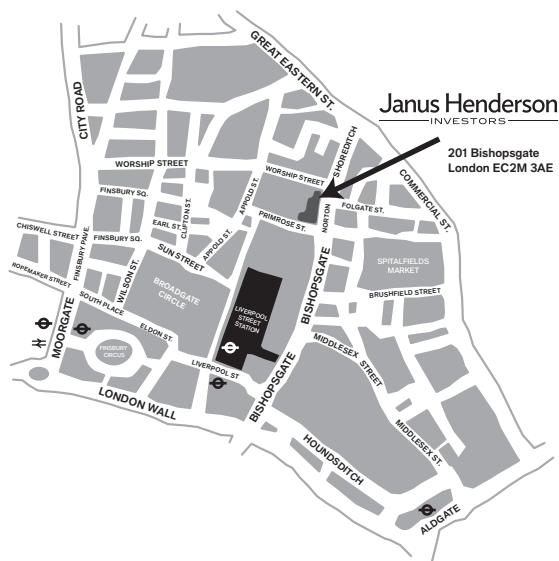 GREAT EASTERN ST.
CITY ROAD
Janus Henderson
INVESTORS
201 Bishopsgate
London EC2M 3AE
SHOREDITCH
COMMERCIAL ST.
WORSHIP STREET
WORSHIP STREET
FINSBURY SQ.
APPOLD ST.
CLIFTON ST.
FOLGATE ST.
NORTON
PRIMROSE ST.
EARL ST.
CHISWELL STREET
FINSBURY PAVE.
FINSBURY SQ.
APPOLD ST.
SUN STREET
SPITALFIELDS
MARKET
ROPEMAKER STREET
WILSON ST.
BROADGATE
CIRCLE
BISHOPSGATE
BRUSHFIELD STREET
SOUTH PLACE
LIVERPOOL
STREET
STATION
MOORGATE
ELDON ST.
FINSBURY
CIRCUS
MIDDLESEX STREET
LIVERPOOL ST
BISHOPSGATE
LONDON WALL
MIDDLESEX ST.
HOUNDSDITCH
ALDGATE